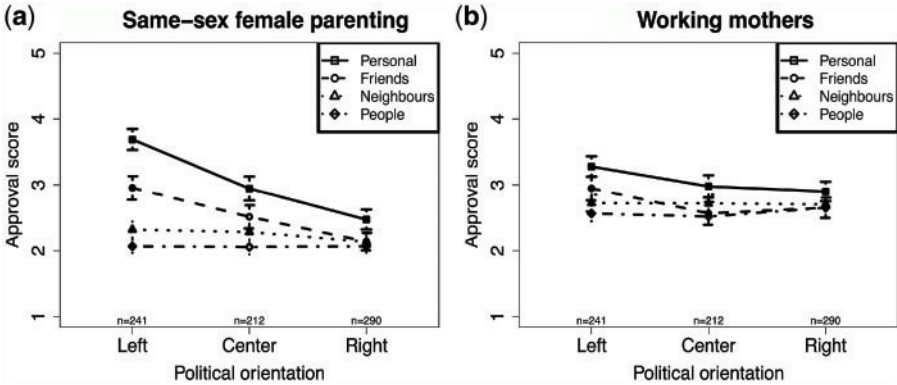 (a) Same-sex female parenting
Approval score
5
4
3
2
1
Personal
Friends
Neighbours
People
n=241 n=212 n=290
Left Center Right
Political orientation
(b) Working mothers
Approval score
5
4
3
2
1
Personal
Friends
Neighbours
People
n=241 n=212 n=290
Left Center Right
Political orientation